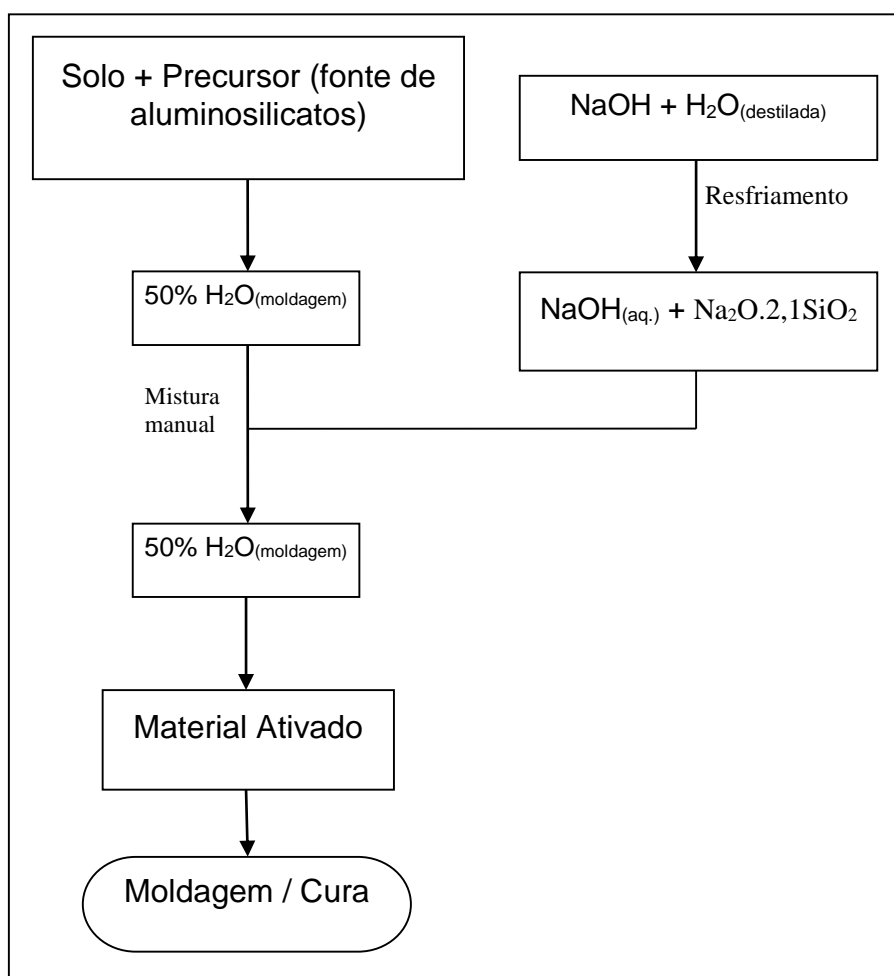 Solo + Precursor (fonte de
aluminosilicatos)
NaOH + H₂O(destilada)
Resfriamento
50% H₂O(moldagem)
NaOH(aq.) + Na₂O.2,1SiO₂
Mistura
manual
50% H₂O(moldagem)
Material Ativado
Moldagem / Cura